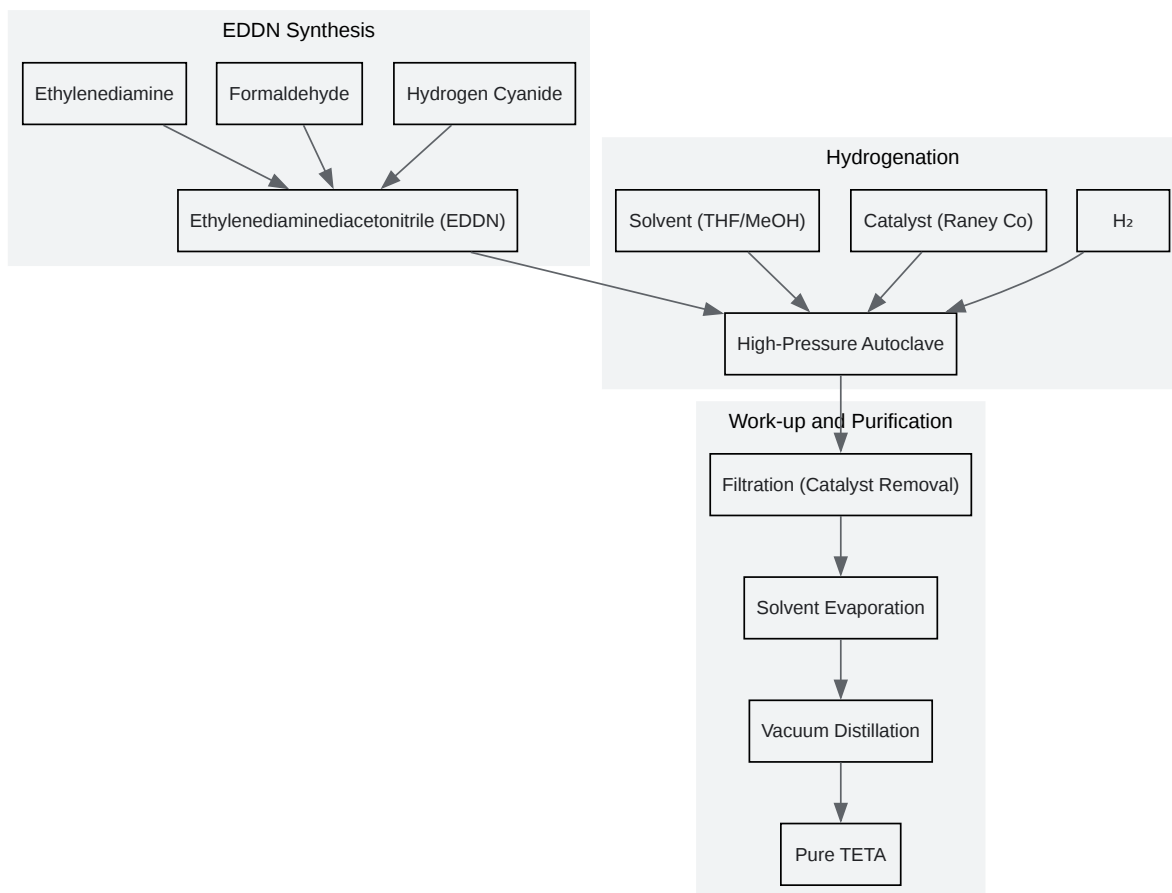 EDDN Synthesis
Ethylenediamine
Formaldehyde
Hydrogen Cyanide
Ethylenediaminediacetonitrile (EDDN)
Hydrogenation
Solvent (THF/MeOH)
Catalyst (Raney Co)
H₂
High-Pressure Autoclave
Work-up and Purification
Filtration (Catalyst Removal)
Solvent Evaporation
Vacuum Distillation
Pure TETA